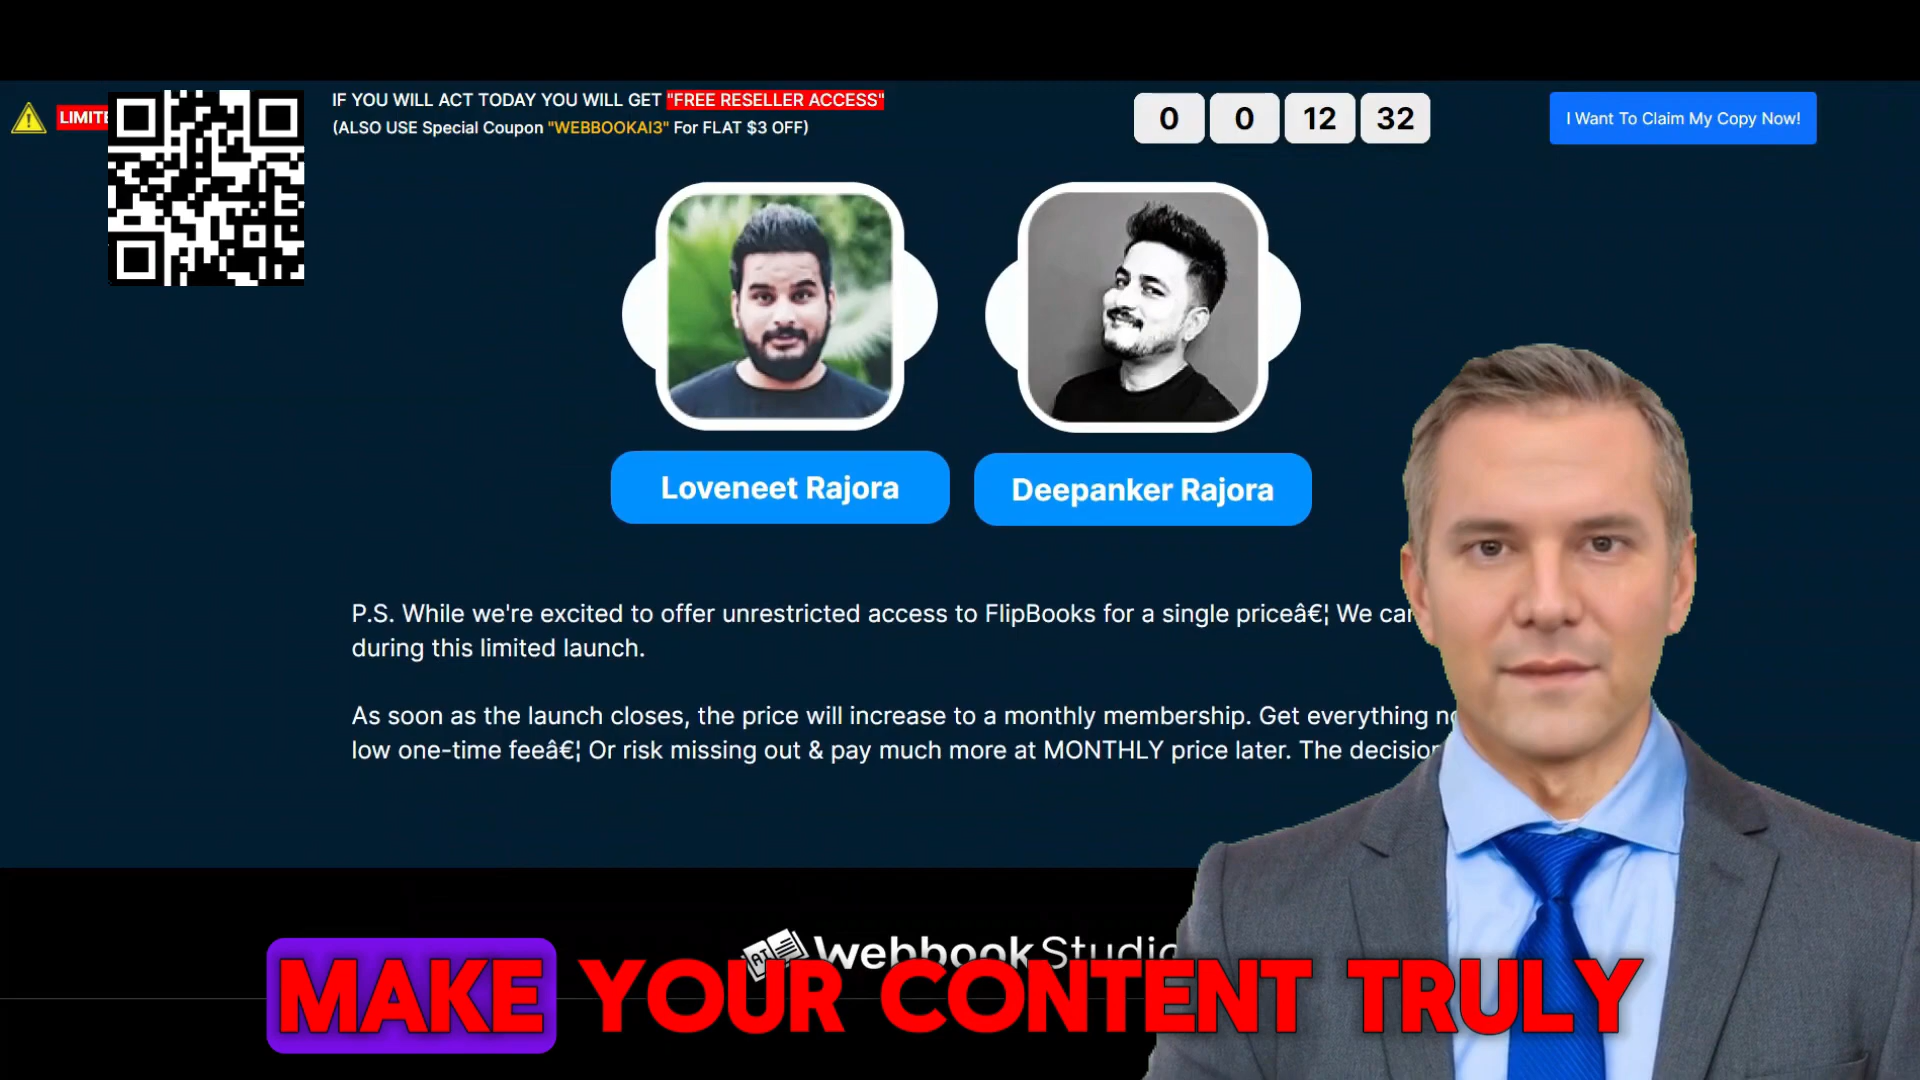 LIMITE
IF YOU WILL ACT TODAY YOU WILL GET "FREE RESELLER ACCESS"
(ALSO USE Special Coupon "WEBBOOKAI3" For FLAT $3 OFF)
0 0 12 32
I Want To Claim My Copy Now!
Loveneet Rajora
Deepanker Rajora
P.S. While we're excited to offer unrestricted access to FlipBooks for a single priceâ€¦ We car
during this limited launch.
As soon as the launch closes, the price will increase to a monthly membership. Get everything no
low one-time feeâ€¦ Or risk missing out & pay much more at MONTHLY price later. The decision
AI Webbook Studio
MAKE YOUR CONTENT TRULY